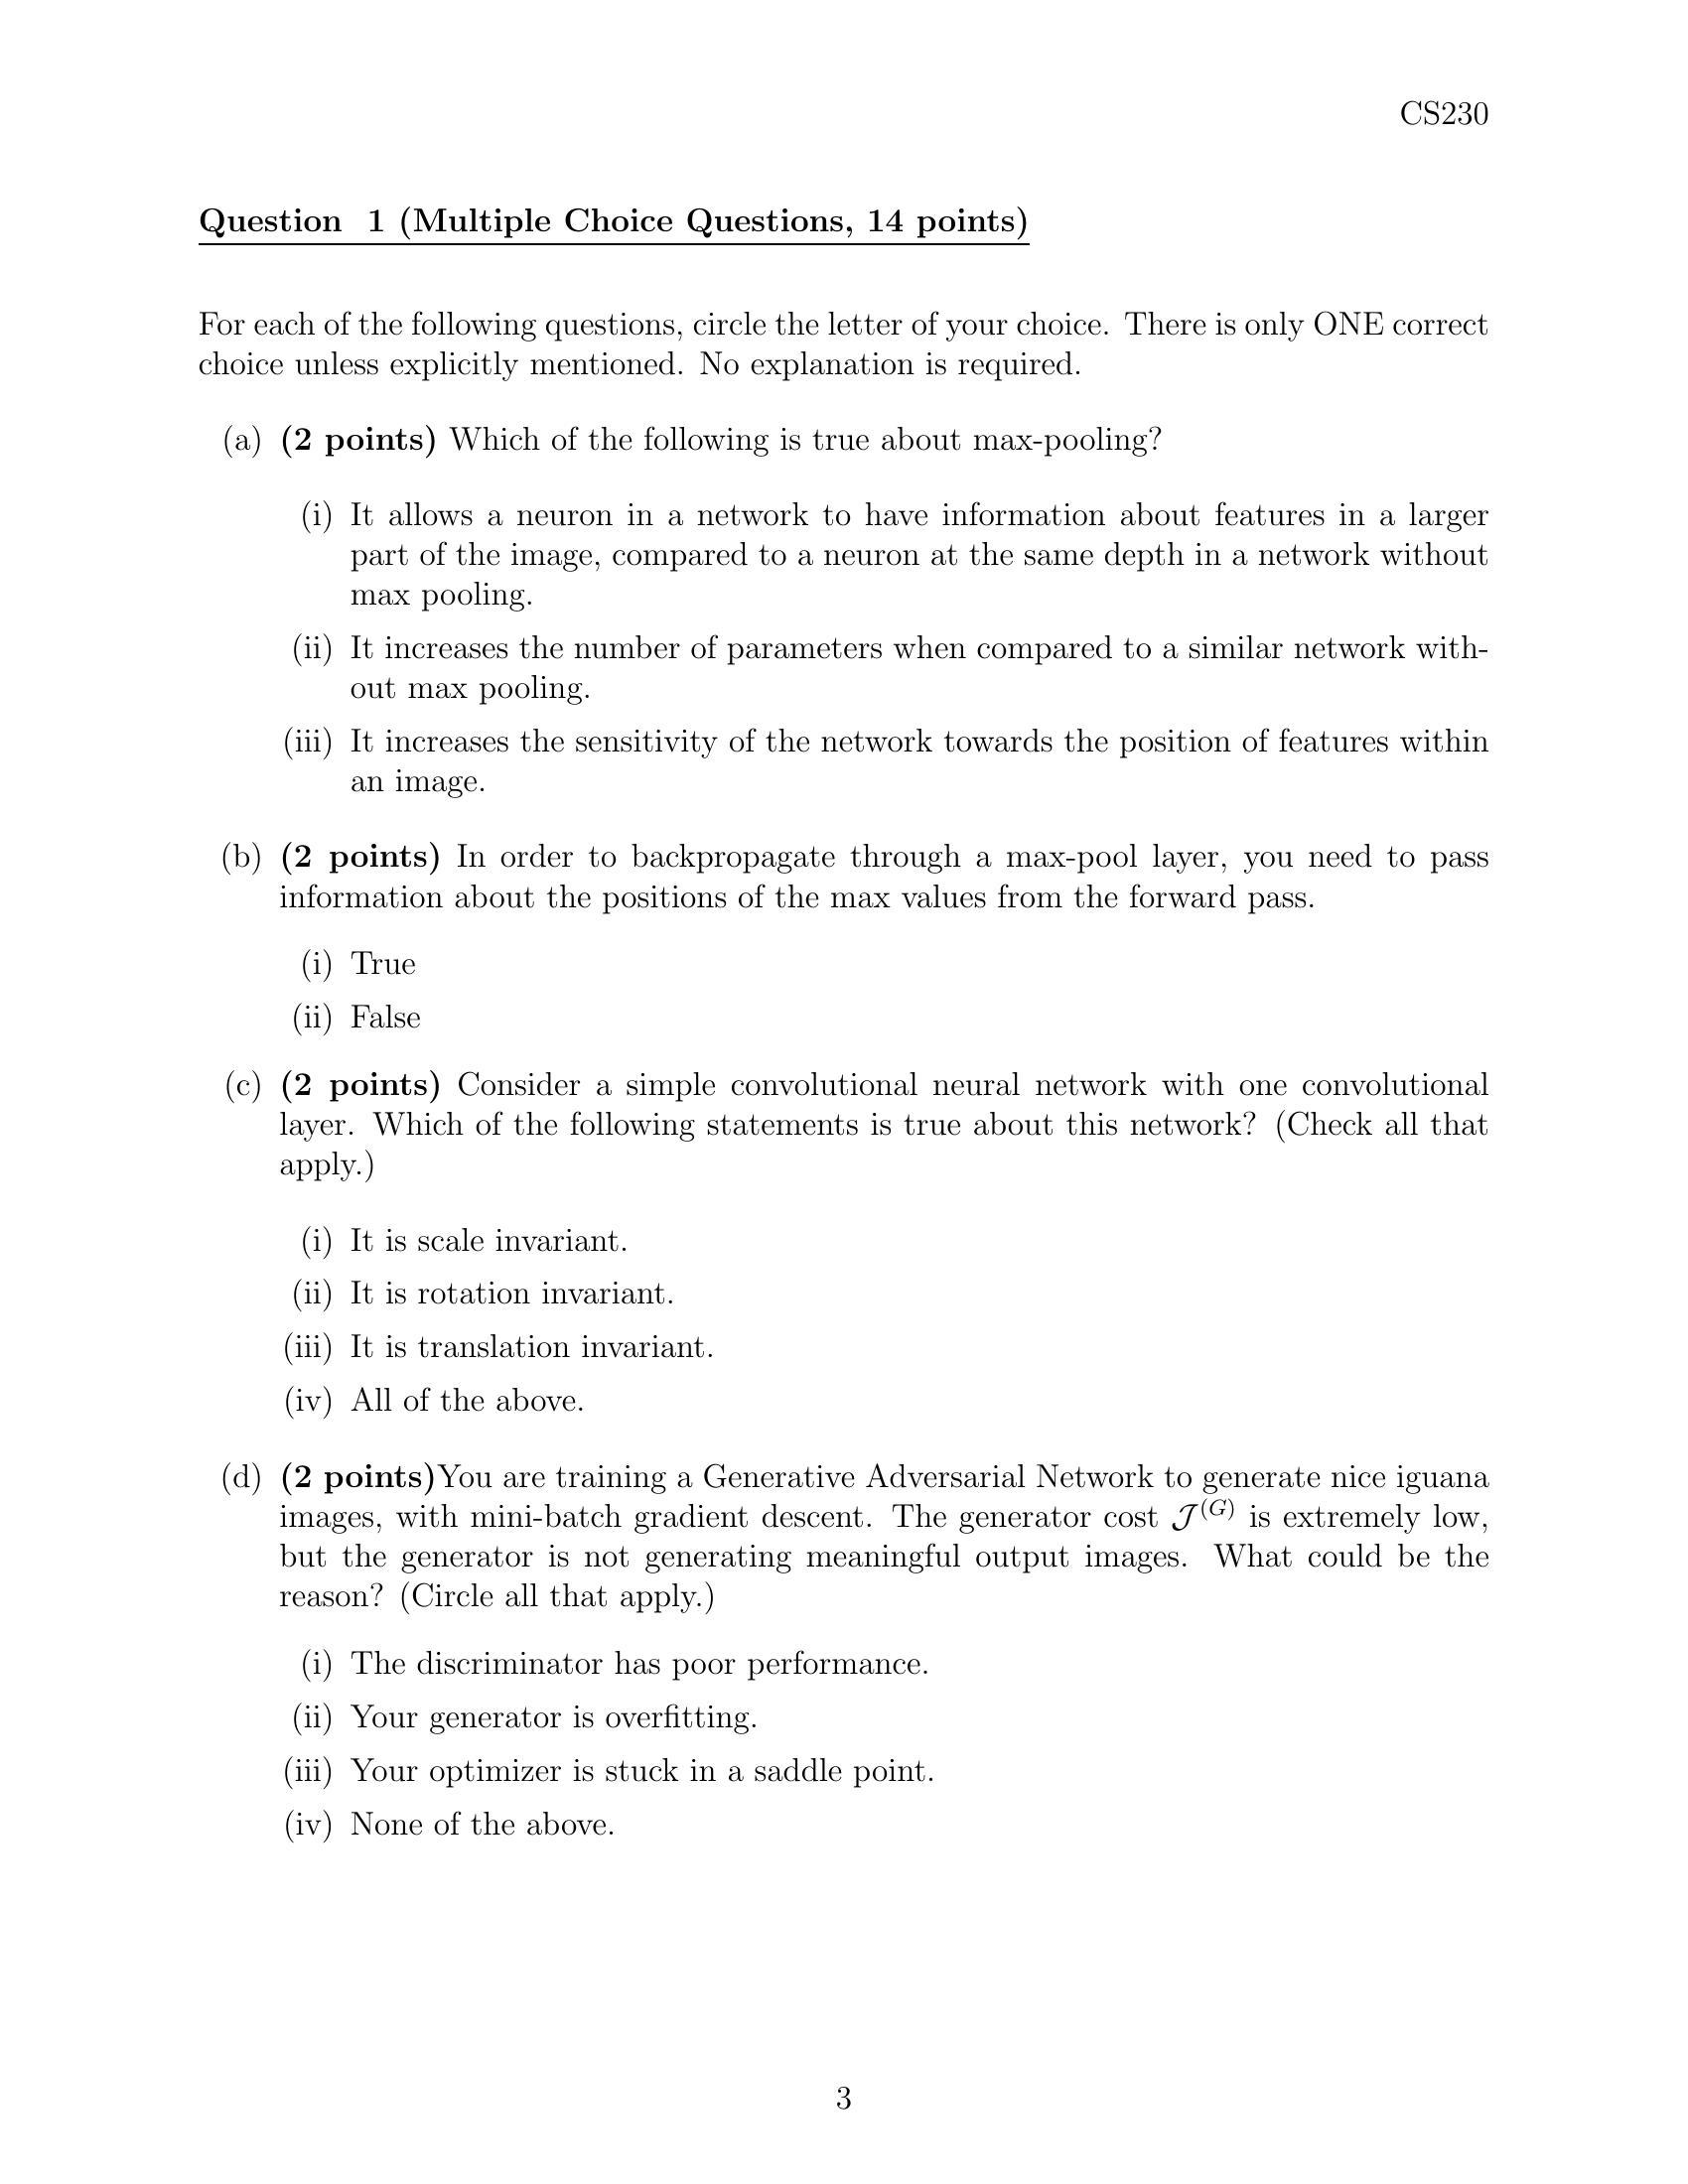 CS230
Question 1 (Multiple Choice Questions, 14 points)
For each of the following questions, circle the letter of your choice. There is only ONE correct
choice unless explicitly mentioned. No explanation is required.
(a) (2 points) Which of the following is true about max-pooling?
(i) It allows a neuron in a network to have information about features in a larger
part of the image, compared to a neuron at the same depth in a network without
max pooling.
(ii) It increases the number of parameters when compared to a similar network with-
out max pooling.
(iii) It increases the sensitivity of the network towards the position of features within
an image.
(b) (2 points) In order to backpropagate through a max-pool layer, you need to pass
information about the positions of the max values from the forward pass.
(i) True
(ii) False
(c) (2 points) Consider a simple convolutional neural network with one convolutional
layer. Which of the following statements is true about this network? (Check all that
apply.)
(i) It is scale invariant.
(ii) It is rotation invariant.
(iii) It is translation invariant.
(iv) All of the above.
(d) (2 points)You are training a Generative Adversarial Network to generate nice iguana
images, with mini-batch gradient descent. The generator cost 𝒥^(G) is extremely low,
but the generator is not generating meaningful output images. What could be the
reason? (Circle all that apply.)
(i) The discriminator has poor performance.
(ii) Your generator is overfitting.
(iii) Your optimizer is stuck in a saddle point.
(iv) None of the above.
3